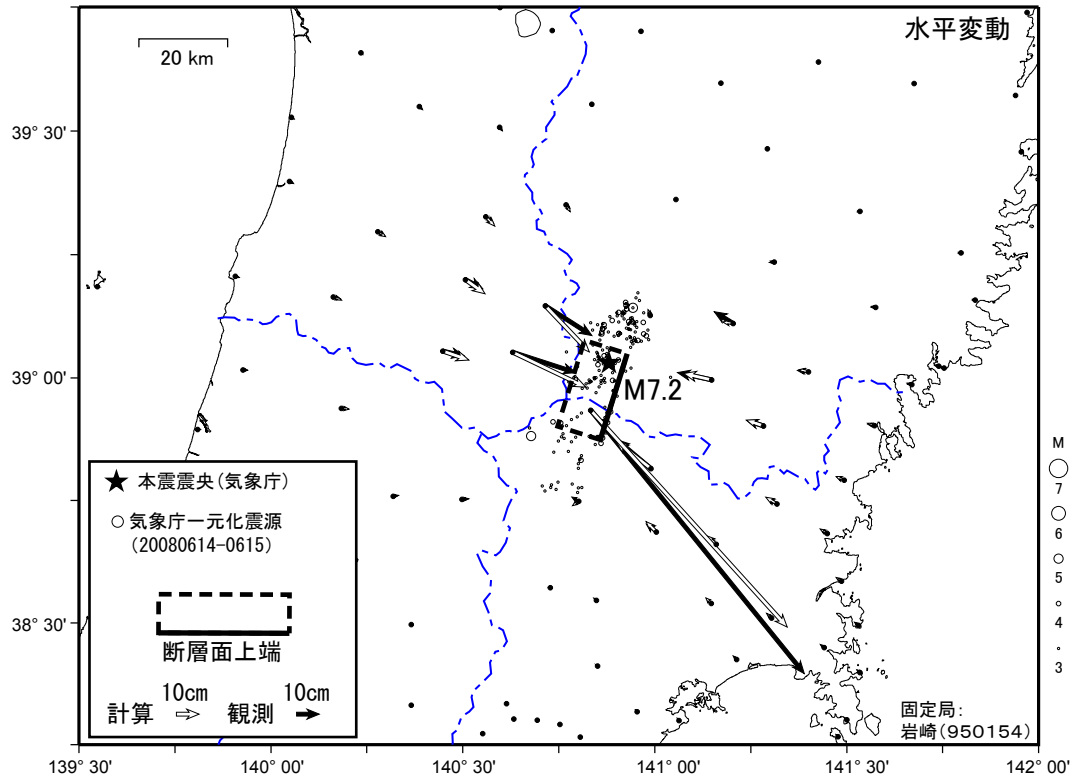 水平変動
20 km
39° 30'
39° 00'
38° 30'
M7.2
本震震央(気象庁)
気象庁一元化震源
(20080614-0615)
断層面上端
10cm 10cm
計算 観測
固定局:
岩崎(950154)
M
7
6
5
4
3
139° 30' 140° 00' 140° 30' 141° 00' 141° 30' 142° 00'